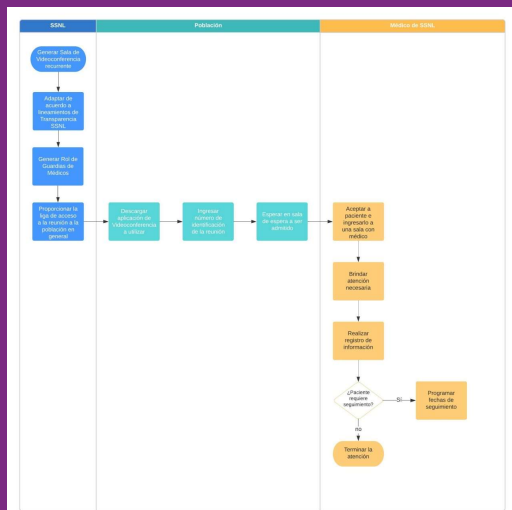 SSNL
Población
Médico de SSNL
Generar Sala de
Videoconferencia
recurrente
Adaptar de
acuerdo a
lineamientos de
Transparencia
SSNL
Generar Rol de
Guardias de
Médicos
Proporcionar la
liga de acceso
a la reunión a la
población en
general
Descargar
aplicación de
Videoconferencia
a utilizar
Ingresar
número de
identificación
de la reunión
Esperar en sala
de espera a ser
admitido
Aceptar a
paciente e
ingresarlo a
una sala con
médico
Brindar
atención
necesaria
Realizar
registro de
información
¿Paciente
requiere
seguimiento?
Sí
Programar
fechas de
seguimiento
no
Terminar la
atención